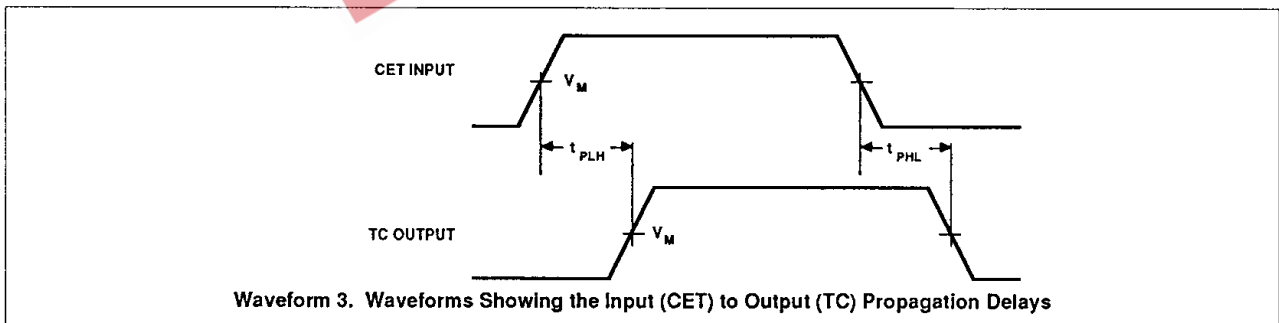 CET INPUT
V_M
t_PLH
t_PHL
TC OUTPUT
V_M
Waveform 3. Waveforms Showing the Input (CET) to Output (TC) Propagation Delays